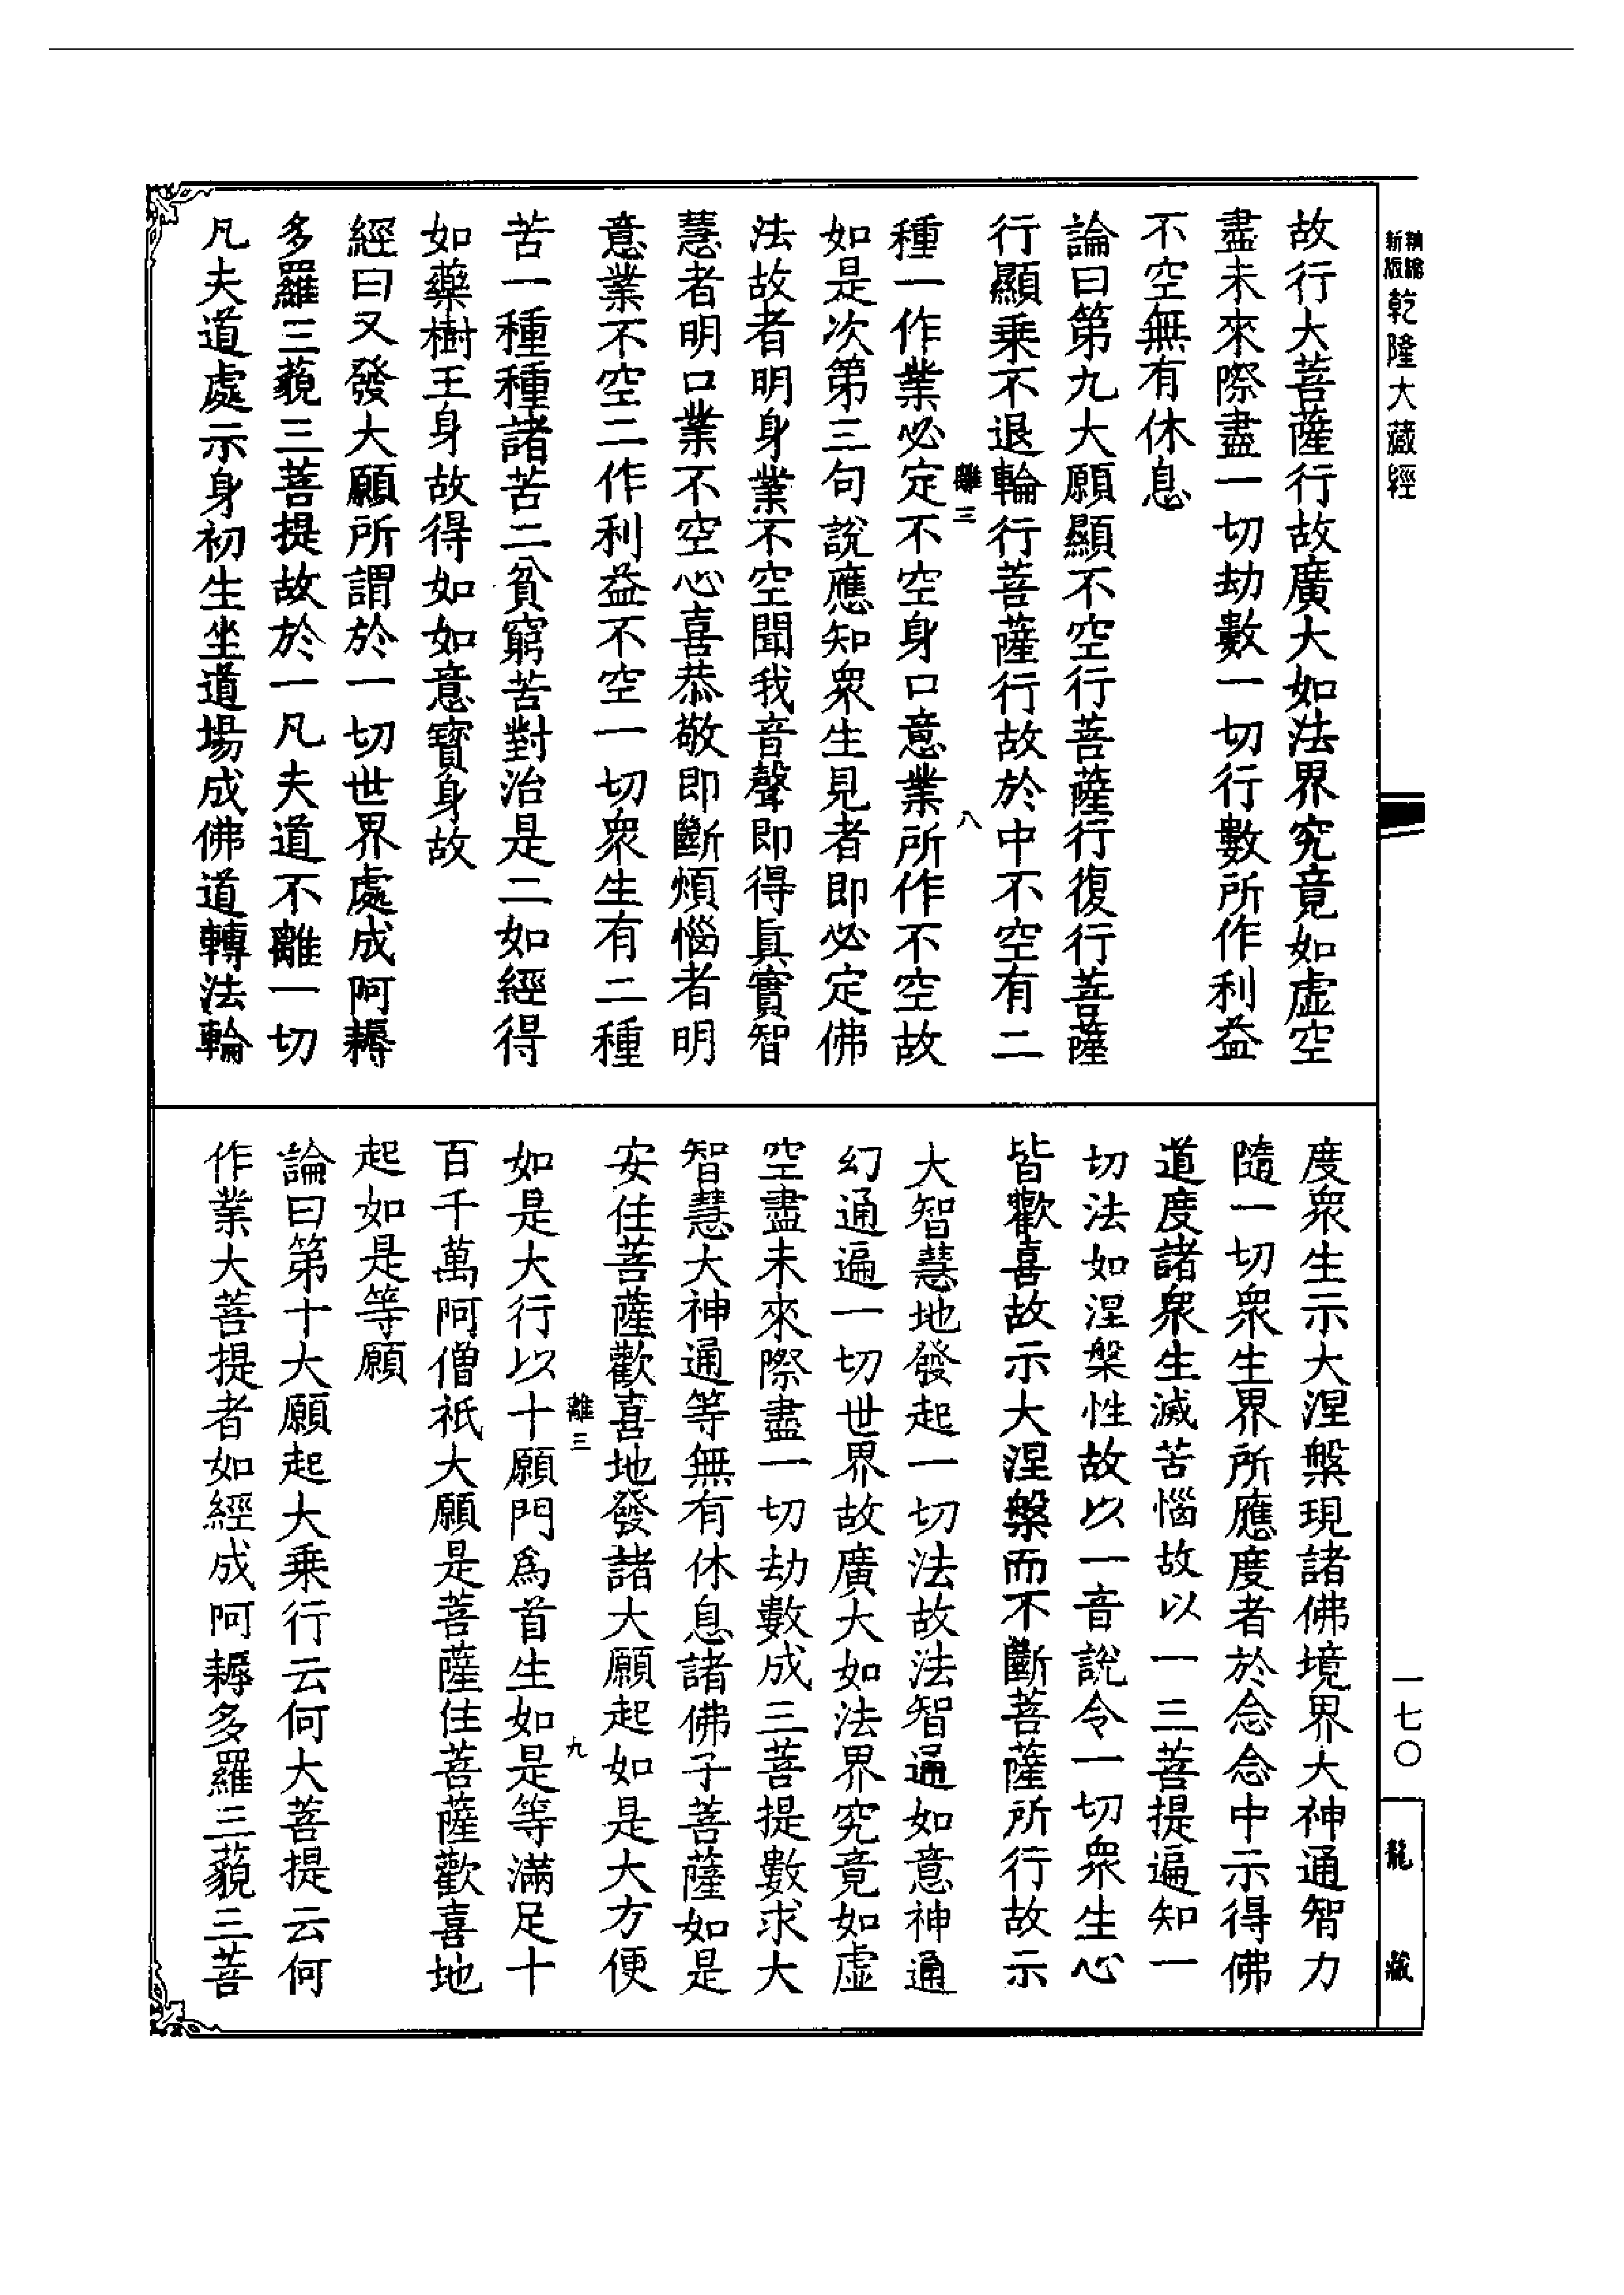 精縮新版乾隆大藏經
故行大菩薩行故廣大如法界究竟如虛空
盡未來際盡一切劫數一切行數所作利益
不空無有休息
論曰第九大願顯不空行菩薩行復行菩薩
行顯乗不退輪行菩薩行故於中不空有二
離三 八
種一作業必定不空身口意業所作不空故
如是次第三句說應知衆生見者即必定佛
法故者明身業不空聞我音聲即得眞實智
慧者明口業不空心喜恭敬即斷煩惱者明
意業不空二作利益不空一切衆生有二種
苦一種種諸苦二貧窮苦對治是二如經得
如藥樹王身故得如如意寳身故
經曰又發大願所謂於一切世界處成阿耨
多羅三藐三菩提故於一凡夫道不離一切
凡夫道處示身初生坐道場成佛道轉法輪
度衆生示大涅槃現諸佛境界大神通智力
隨一切衆生界所應度者於念念中示得佛
道度諸衆生滅苦惱故以一三菩提遍知一
切法如涅槃性故以一音說令一切衆生心
皆歡喜故示大涅槃而不斷菩薩所行故示
大智慧地發起一切法故法智通如意神通
幻通遍一切世界故廣大如法界究竟如虛
空盡未來際盡一切劫數成三菩提數求大
智慧大神通等無有休息諸佛子菩薩如是
安住菩薩歡喜地發諸大願起如是大方便
離三 九
如是大行以十願門爲首生如是等滿足十
百千萬阿僧祇大願是菩薩住菩薩歡喜地
起如是等願
論曰第十大願起大乗行云何大菩提云何
作業大菩提者如經成阿耨多羅三藐三菩
一七〇
龍藏